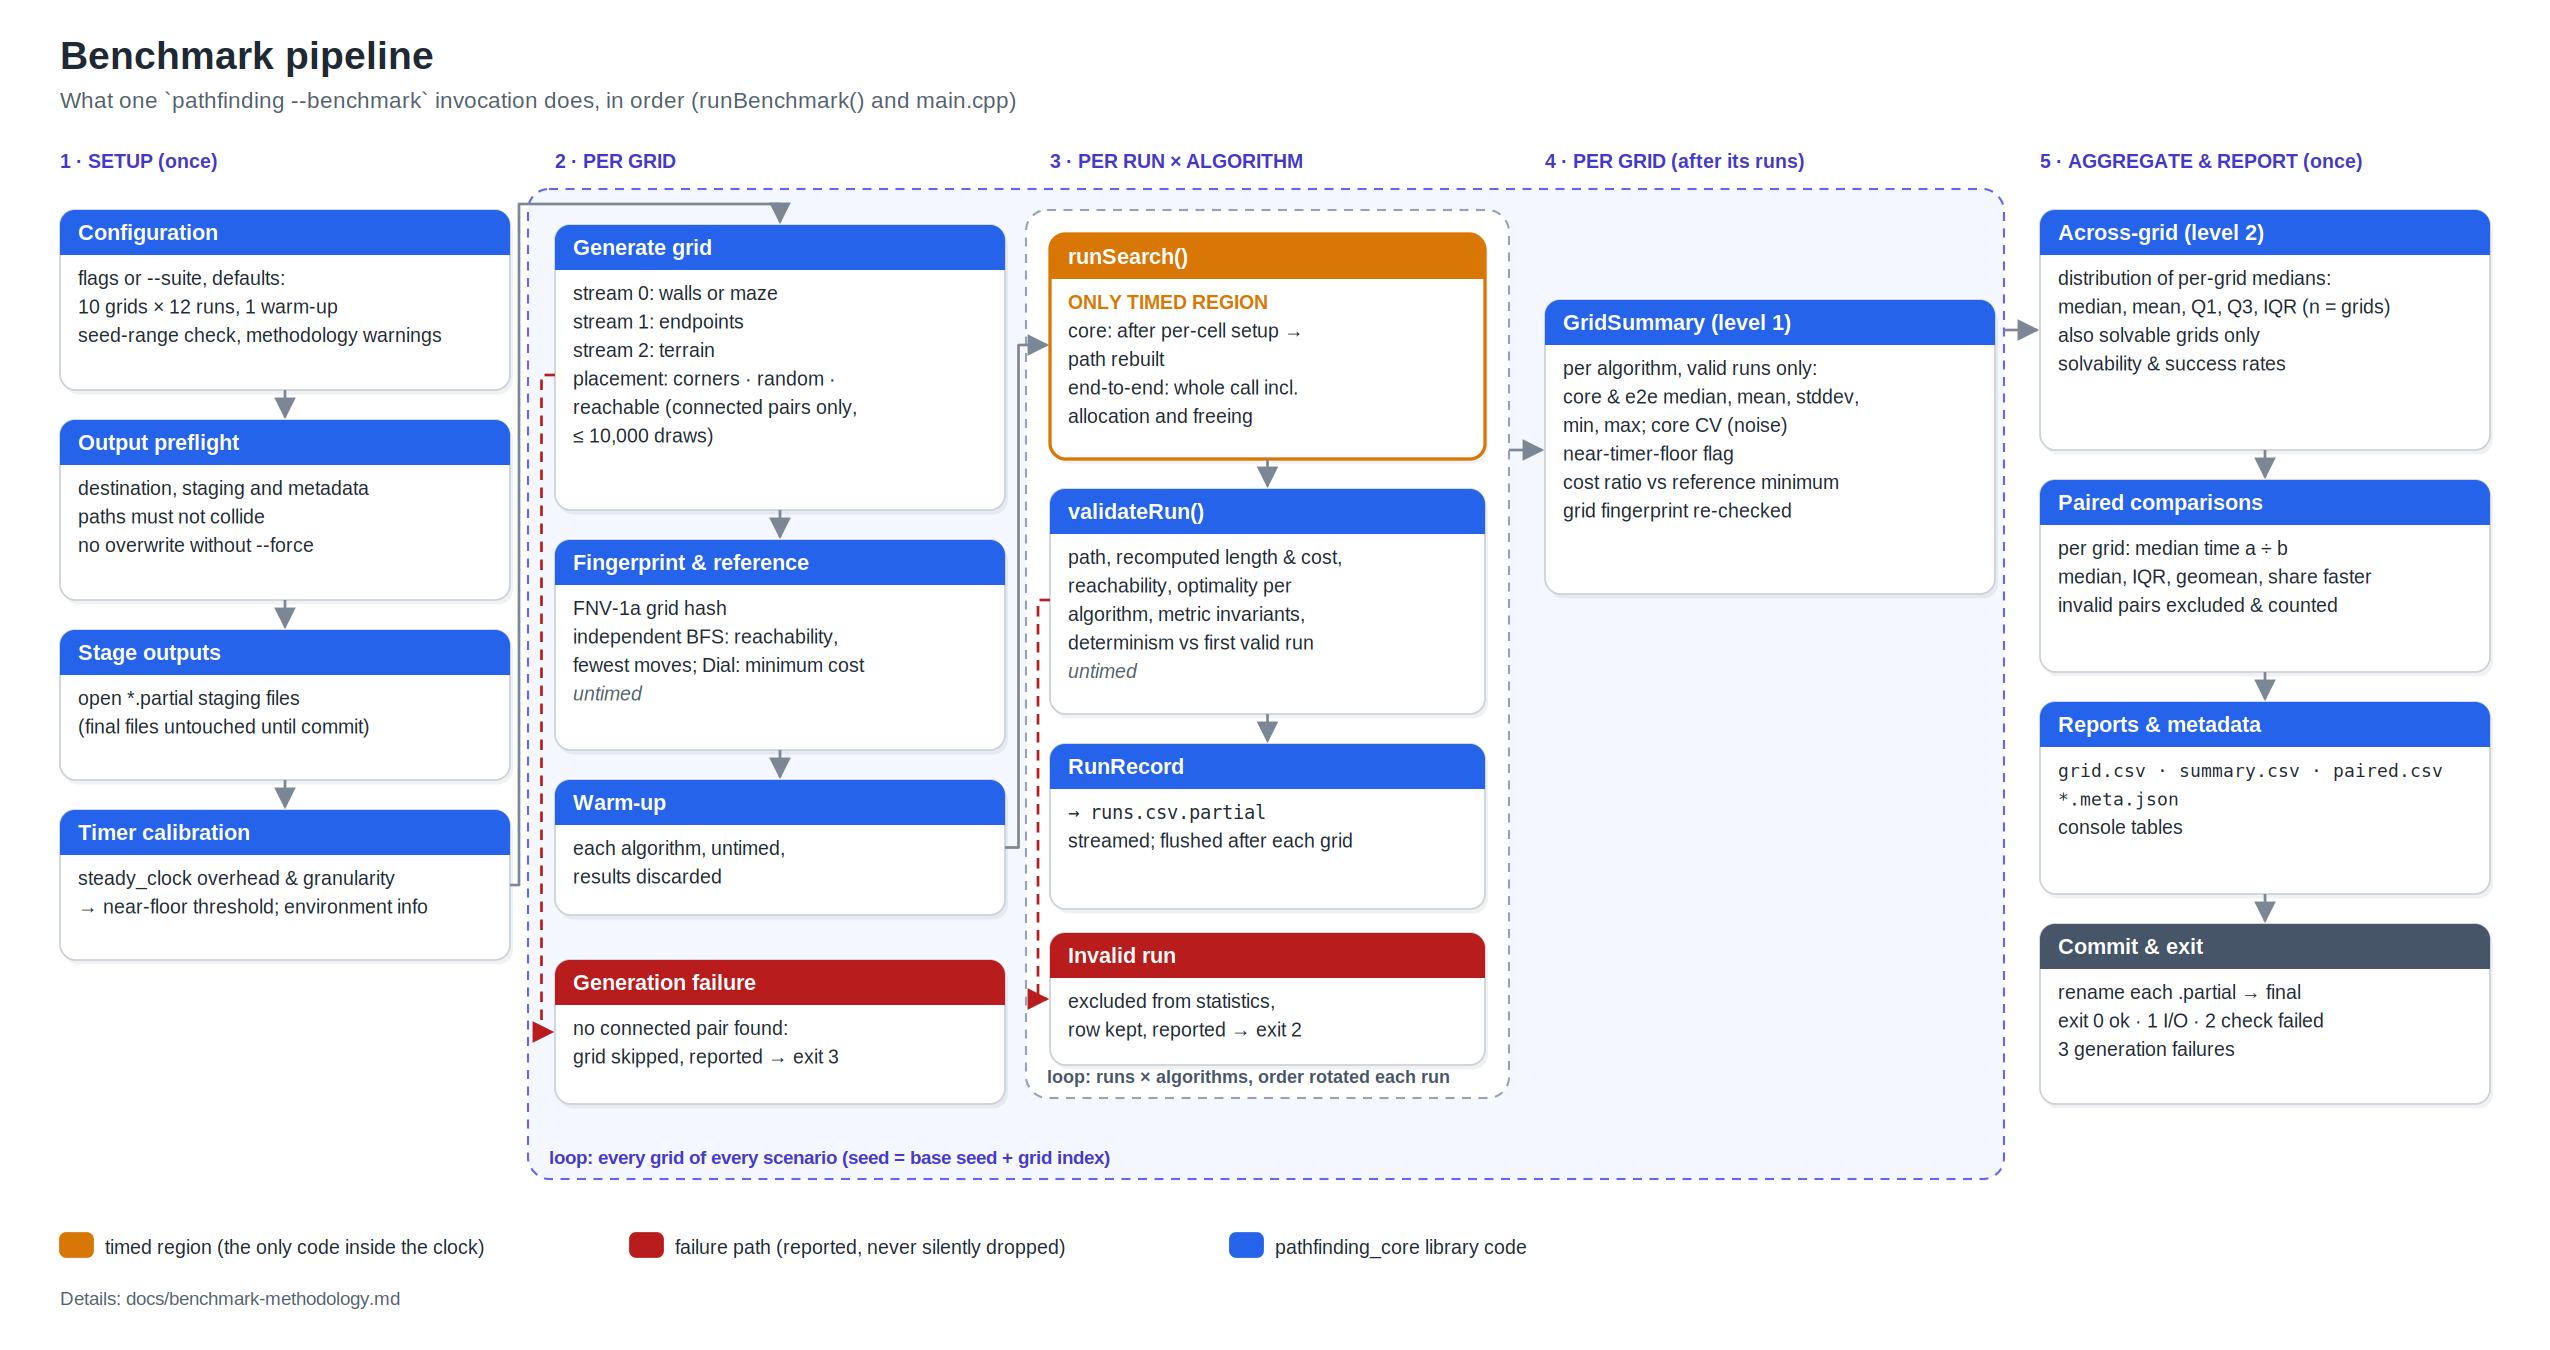 Benchmark pipeline
What one `pathfinding --benchmark` invocation does, in order (runBenchmark() and main.cpp)
1 · SETUP (once)
Configuration
flags or --suite, defaults:
10 grids × 12 runs, 1 warm-up
seed-range check, methodology warnings
Output preflight
destination, staging and metadata
paths must not collide
no overwrite without --force
Stage outputs
open *.partial staging files
(final files untouched until commit)
Timer calibration
steady_clock overhead & granularity
→ near-floor threshold; environment info
2 · PER GRID
Generate grid
stream 0: walls or maze
stream 1: endpoints
stream 2: terrain
placement: corners · random ·
reachable (connected pairs only,
≤ 10,000 draws)
Fingerprint & reference
FNV-1a grid hash
independent BFS: reachability,
fewest moves; Dial: minimum cost
untimed
Warm-up
each algorithm, untimed,
results discarded
Generation failure
no connected pair found:
grid skipped, reported → exit 3
3 · PER RUN × ALGORITHM
runSearch()
ONLY TIMED REGION
core: after per-cell setup →
path rebuilt
end-to-end: whole call incl.
allocation and freeing
validateRun()
path, recomputed length & cost,
reachability, optimality per
algorithm, metric invariants,
determinism vs first valid run
untimed
RunRecord
→ runs.csv.partial
streamed; flushed after each grid
Invalid run
excluded from statistics,
row kept, reported → exit 2
loop: runs × algorithms, order rotated each run
4 · PER GRID (after its runs)
GridSummary (level 1)
per algorithm, valid runs only:
core & e2e median, mean, stddev,
min, max; core CV (noise)
near-timer-floor flag
cost ratio vs reference minimum
grid fingerprint re-checked
loop: every grid of every scenario (seed = base seed + grid index)
5 · AGGREGATE & REPORT (once)
Across-grid (level 2)
distribution of per-grid medians:
median, mean, Q1, Q3, IQR (n = grids)
also solvable grids only
solvability & success rates
Paired comparisons
per grid: median time a ÷ b
median, IQR, geomean, share faster
invalid pairs excluded & counted
Reports & metadata
grid.csv · summary.csv · paired.csv
*.meta.json
console tables
Commit & exit
rename each .partial → final
exit 0 ok · 1 I/O · 2 check failed
3 generation failures
timed region (the only code inside the clock)
failure path (reported, never silently dropped)
pathfinding_core library code
Details: docs/benchmark-methodology.md